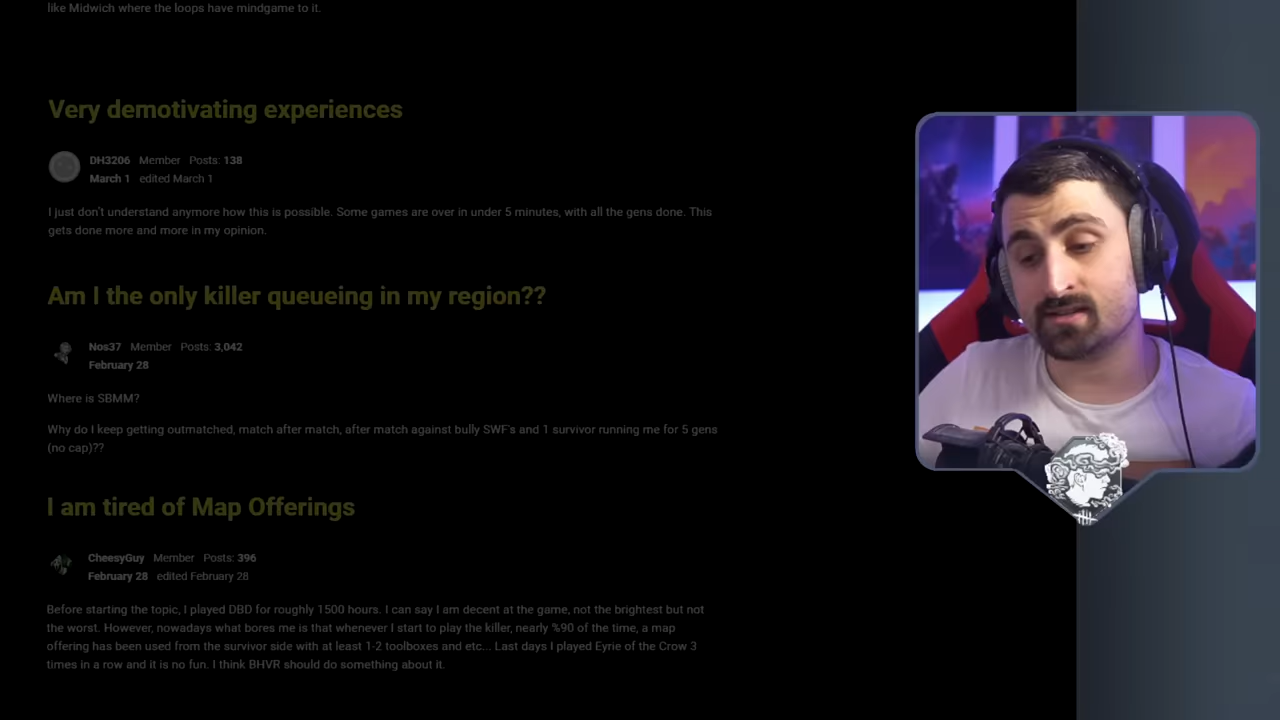 like Midwich where the loops have mindgame to it.
Very demotivating experiences
DH3206 Member Posts: 138
March 1 edited March 1
I just don't understand anymore how this is possible. Some games are over in under 5 minutes, with all the gens done. This
gets done more and more in my opinion.
Am I the only killer queueing in my region??
Nos37 Member Posts: 3,042
February 28
Where is SBMM?
Why do I keep getting outmatched, match after match, after match against bully SWF's and 1 survivor running me for 5 gens
(no cap)??
I am tired of Map Offerings
CheesyGuy Member Posts: 396
February 28 edited February 28
Before starting the topic, I played DBD for roughly 1500 hours. I can say I am decent at the game, not the brightest but not
the worst. However, nowadays what bores me is that whenever I start to play the killer, nearly %90 of the time, a map
offering has been used from the survivor side with at least 1-2 toolboxes and etc... Last days I played Eyrie of the Crow 3
times in a row and it is no fun. I think BHVR should do something about it.